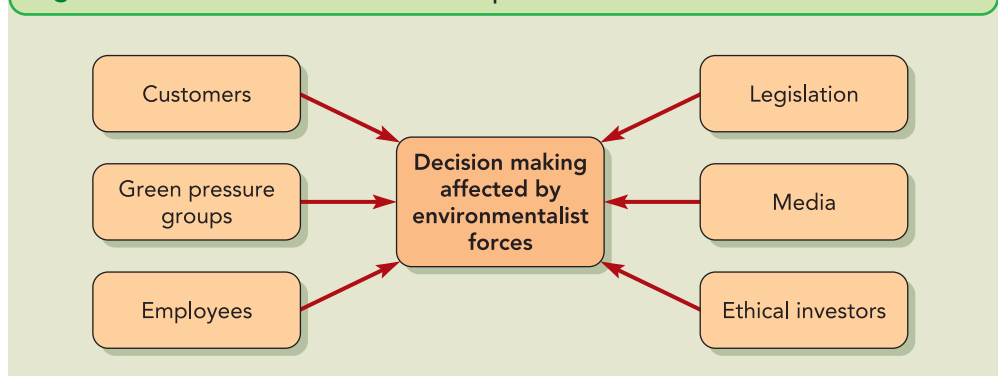 Customers
Green pressure
groups
Employees
Decision making
affected by
environmentalist
forces
Legislation
Media
Ethical investors